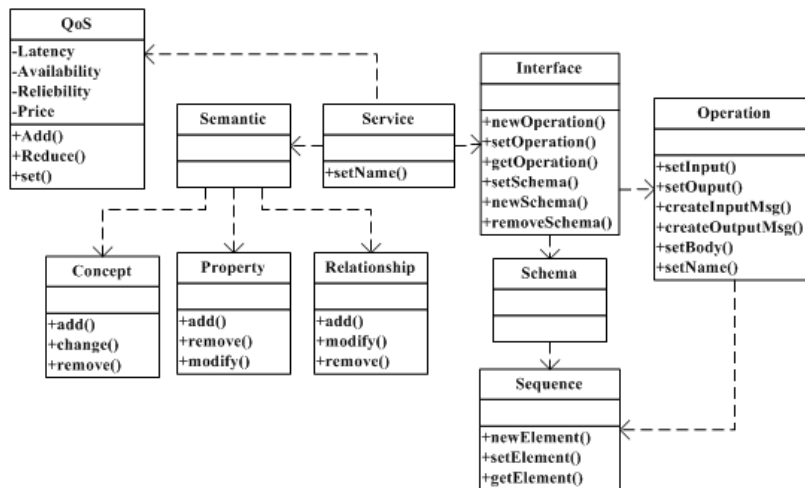 QoS
-Latency
-Availability
-Reliebility
-Price
+Add()
+Reduce()
+set()
Semantic
Service
+setName()
Interface
+newOperation()
+setOperation()
+getOperation()
+setSchema()
+newSchema()
+removeSchema()
Operation
+setInput()
+setOuput()
+createInputMsg()
+createOutputMsg()
+setBody()
+setName()
Concept
+add()
+change()
+remove()
Property
+add()
+remove()
+modify()
Relationship
+add()
+modify()
+remove()
Schema
Sequence
+newElement()
+setElement()
+getElement()